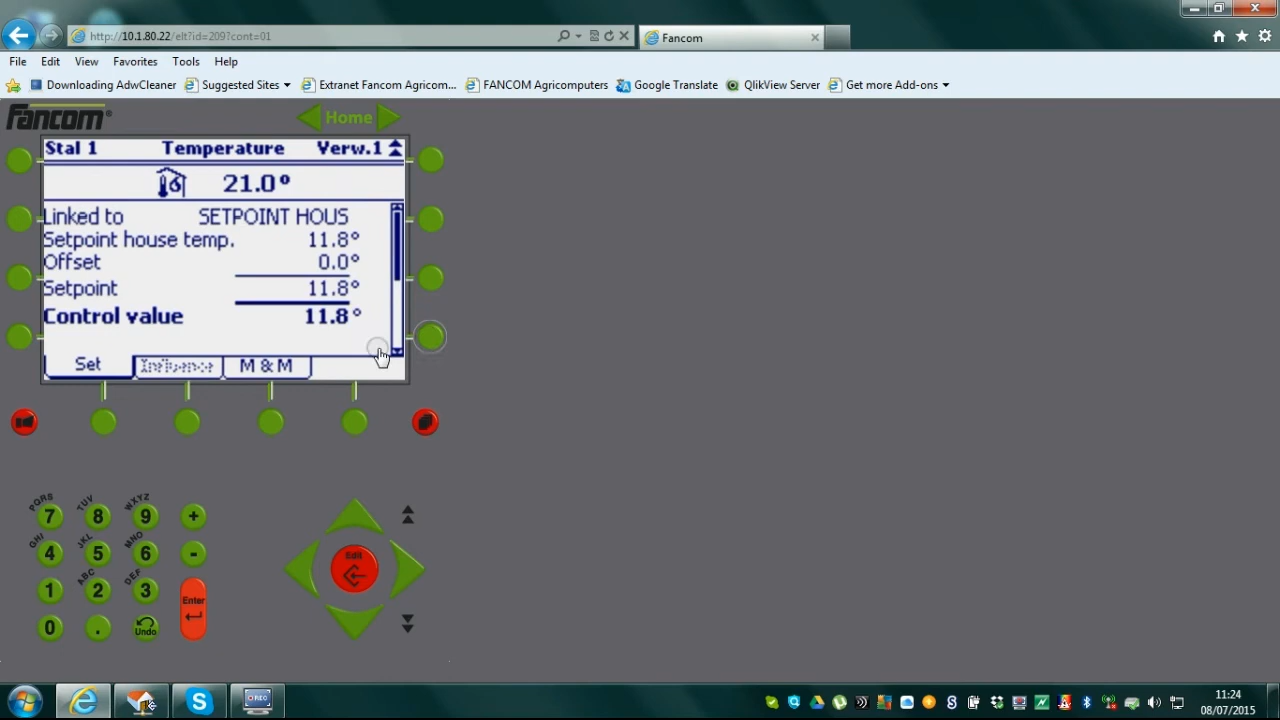 http://10.1.80.22/elt?id=209?cont=01
Fancom
File Edit View Favorites Tools Help
Downloading AdwCleaner Suggested Sites Extranet Fancom Agricom... FANCOM Agricomputers Google Translate QlikView Server Get more Add-ons
Fancom
Home
Stal 1 Temperature Verw.1
21.0°
Linked to SETPOINT HOUS
Setpoint house temp. 11.8°
Offset 0.0°
Setpoint 11.8°
Control value 11.8°
Set Influence M & M
PQRS TUV WXYZ
7 8 9 +
GHI JKL MNO
4 5 6 -
ABC DEF
1 2 3 Enter
0 . Undo
Edit
REC
11:24
08/07/2015